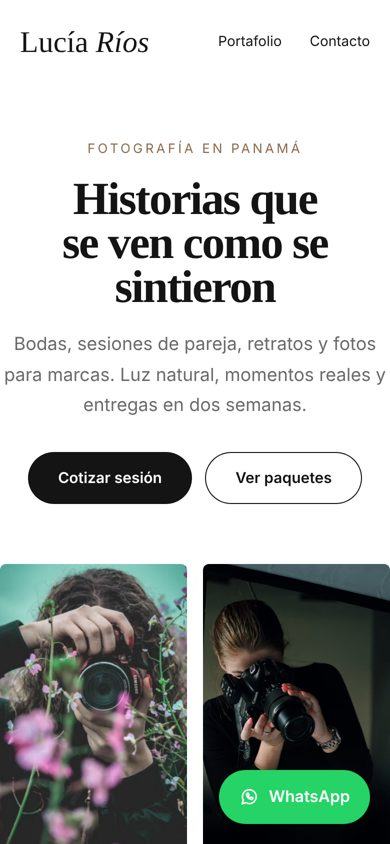 Lucía Ríos
Portafolio
Contacto
FOTOGRAFÍA EN PANAMÁ
Historias que
se ven como se
sintieron
Bodas, sesiones de pareja, retratos y fotos
para marcas. Luz natural, momentos reales y
entregas en dos semanas.
Cotizar sesión
Ver paquetes
WhatsApp